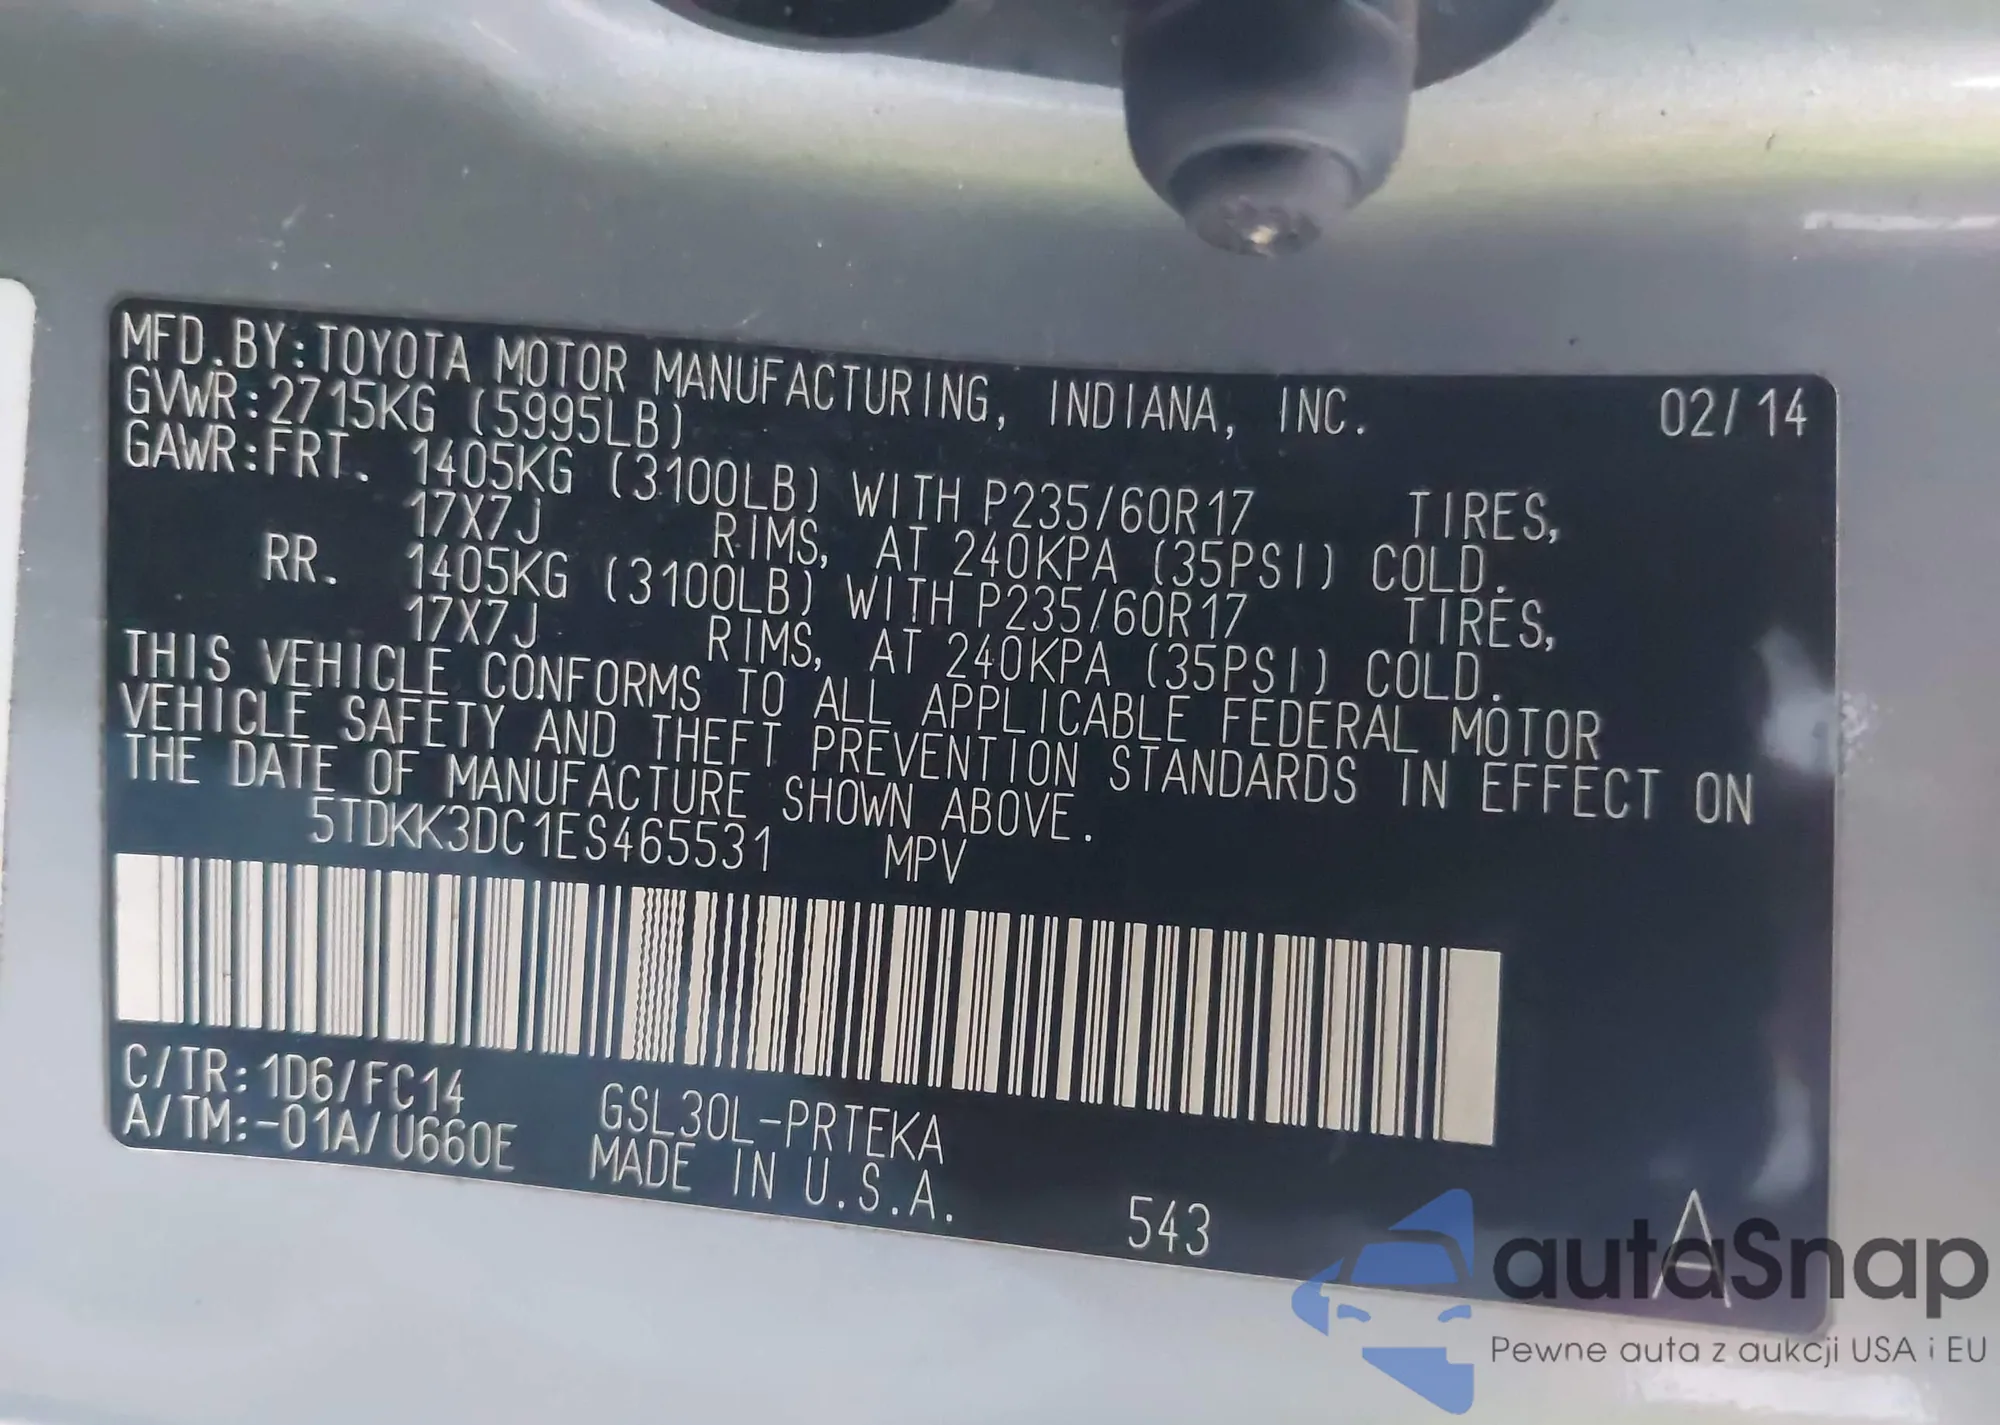 MFD.BY:TOYOTA MOTOR MANUFACTURING, INDIANA, INC. 02/14
GVWR:2715KG (5995LB)
GAWR:FRT. 1405KG (3100LB) WITH P235/60R17 TIRES,
17X7J RIMS, AT 240KPA (35PSI) COLD.
RR. 1405KG (3100LB) WITH P235/60R17 TIRES,
17X7J RIMS, AT 240KPA (35PSI) COLD.
THIS VEHICLE CONFORMS TO ALL APPLICABLE FEDERAL MOTOR
VEHICLE SAFETY AND THEFT PREVENTION STANDARDS IN EFFECT ON
THE DATE OF MANUFACTURE SHOWN ABOVE.
5TDKK3DC1ES465531 MPV
C/TR:1D6/FC14 GSL30L-PRTEKA
A/TM:-01A/U660E MADE IN U.S.A.
543 A
autaSnap
Pewne auta z aukcji USA i EU